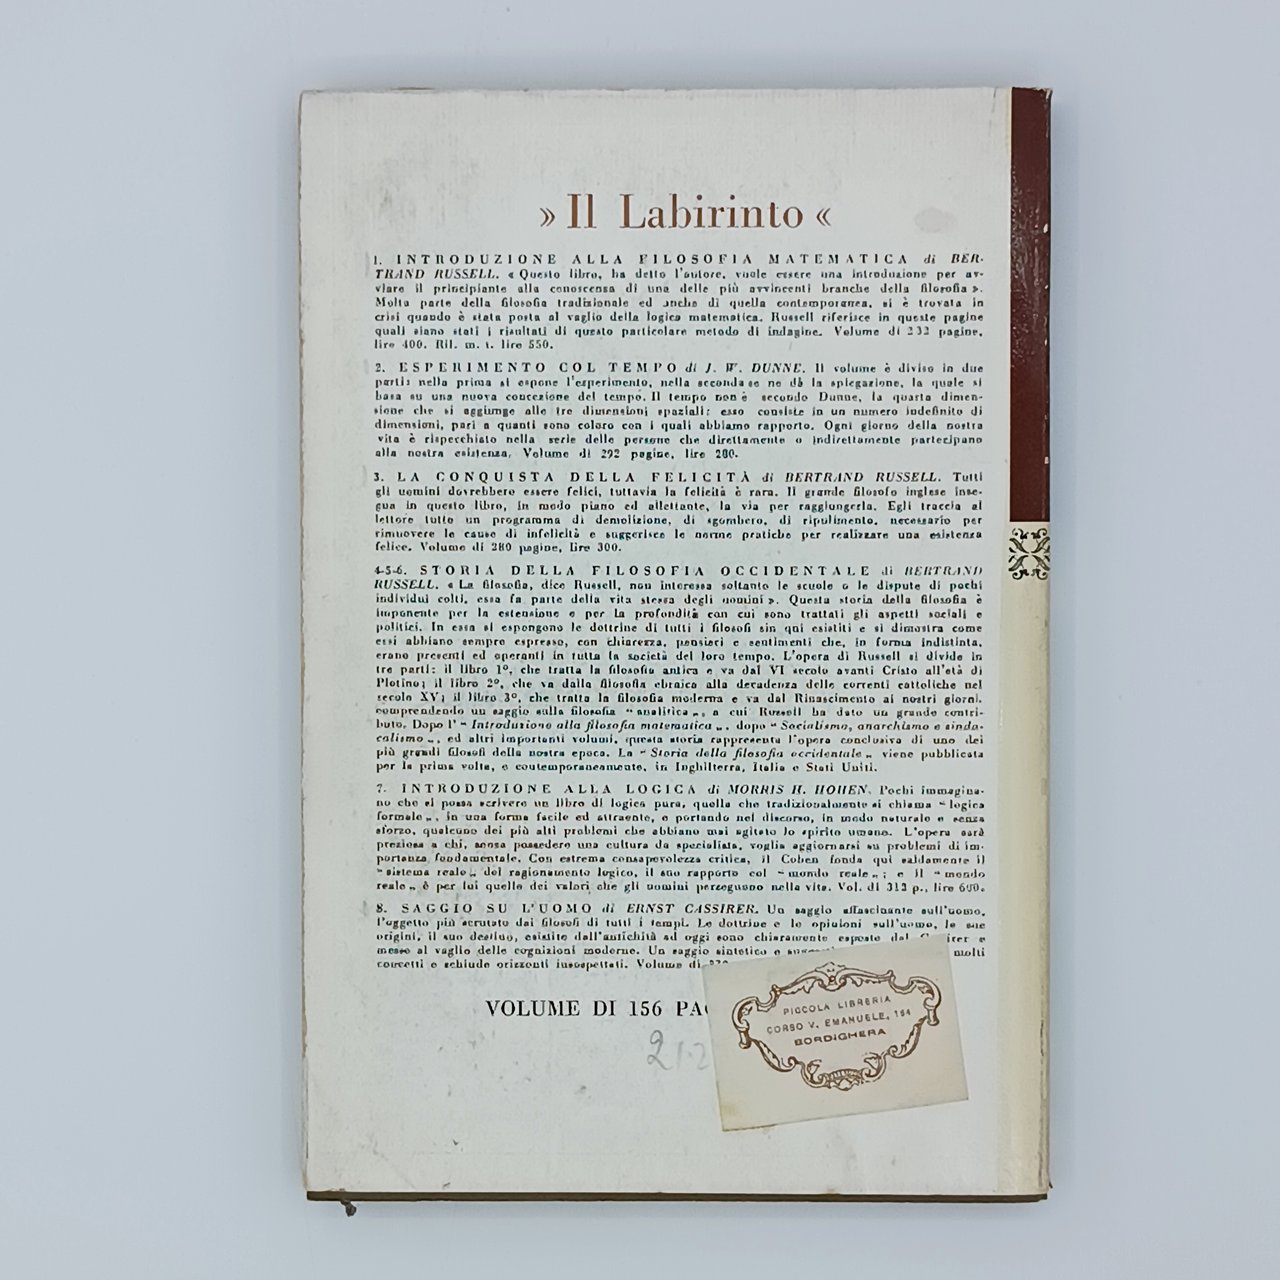 » Il Labirinto «
1. INTRODUZIONE ALLA FILOSOFIA MATEMATICA di BER-
TRAND RUSSELL. « Questo libro, ha detto l'autore, vuole essere una introduzione per av-
viare il principiante alla conoscenza di una delle più avvincenti branche della filosofia ».
Molta parte della filosofia tradizionale ed anche di quella contemporanea, si è trovata in
crisi quando è stata posta al vaglio della logica matematica. Russell riferisce in queste pagine
quali siano stati i risultati di questo particolare metodo di indagine. Volume di 232 pagine,
lire 400. Ril. m. t. lire 550.
2. ESPERIMENTO COL TEMPO di J. W. DUNNE. Il volume è diviso in due
parti: nella prima si espone l'esperimento, nella seconda se ne dà la spiegazione, la quale si
basa su una nuova concezione del tempo. Il tempo non è secondo Dunne, la quarta dimen-
sione che si aggiunge alle tre dimensioni spaziali: esso consiste in un numero indefinito di
dimensioni, pari a quanti sono coloro con i quali abbiamo rapporto. Ogni giorno della nostra
vita è rispecchiato nella serie delle persone che direttamente o indirettamente partecipano
alla nostra esistenza. Volume di 292 pagine, lire 280.
3. LA CONQUISTA DELLA FELICITÀ di BERTRAND RUSSELL. Tutti
gli uomini dovrebbero essere felici, tuttavia la felicità è rara. Il grande filosofo inglese inse-
gna in questo libro, in modo piano ed allettante, la via per raggiungerla. Egli traccia al
lettore tutto un programma di demolizione, di sgombero, di ripulimento, necessario per
rimuovere le cause di infelicità e suggerisce le norme pratiche per realizzare una esistenza
felice. Volume di 280 pagine, lire 300.
4-5-6. STORIA DELLA FILOSOFIA OCCIDENTALE di BERTRAND
RUSSELL. « La filosofia, dice Russell, non interessa soltanto le scuole o le dispute di pochi
individui colti, essa fa parte della vita stessa degli uomini ». Questa storia della filosofia è
imponente per la estensione e per la profondità con cui sono trattati gli aspetti sociali e
politici. In essa si espongono le dottrine di tutti i filosofi sin qui esistiti e si dimostra come
essi abbiano sempre espresso, con chiarezza, pensieri e sentimenti che, in forma indistinta,
erano presenti ed operanti in tutta la società del loro tempo. L'opera di Russell si divide in
tre parti: il libro 1º, che tratta la filosofia antica e va dal VI secolo avanti Cristo all'età di
Plotino; il libro 2º, che va dalla filosofia ebraica alla decadenza delle correnti cattoliche nel
secolo XV; il libro 3º, che tratta la filosofia moderna e va dal Rinascimento ai nostri giorni,
comprendendo un saggio sulla filosofia “ analitica „, a cui Russell ha dato un grande contri-
buto. Dopo l' “ Introduzione alla filosofia matematica „, dopo “ Socialismo, anarchismo e sinda-
calismo „, ed altri importanti volumi, questa storia rappresenta l'opera conclusiva di uno dei
più grandi filosofi della nostra epoca. La “ Storia della filosofia occidentale „ viene pubblicata
per la prima volta, e contemporaneamente, in Inghilterra, Italia e Stati Uniti.
7. INTRODUZIONE ALLA LOGICA di MORRIS H. HOHEN. Pochi immagina-
no che si possa scrivere un libro di logica pura, quella che tradizionalmente si chiama “ logica
formale „, in una forma facile ed attraente, e portando nel discorso, in modo naturale e senza
sforzo, qualcuno dei più alti problemi che abbiano mai agitato lo spirito umano. L'opera sarà
preziosa a chi, senza possedere una cultura da specialista, voglia aggiornarsi su problemi di im-
portanza fondamentale. Con estrema consapevolezza critica, il Cohen fonda qui saldamente il
“ sistema reale „ del ragionamento logico, il suo rapporto col “ mondo reale „; e il “ mondo
reale „ è per lui quello dei valori che gli uomini perseguono nella vita. Vol. di 312 p., lire 600.
8. SAGGIO SU L'UOMO di ERNST CASSIRER. Un saggio affascinante sull'uomo,
l'oggetto più scrutato dai filosofi di tutti i tempi. Le dottrine e le opinioni sull'uomo, le sue
origini, il suo destino, esistite dall'antichità ad oggi sono chiaramente esposte dal Cassirer e
messe al vaglio delle cognizioni moderne. Un saggio sintetico e molti
concetti e schiude orizzonti insospettati. Volume di
VOLUME DI 156 PAG
PICCOLA LIBRERIA
CORSO V. EMANUELE, 164
BORDIGHERA